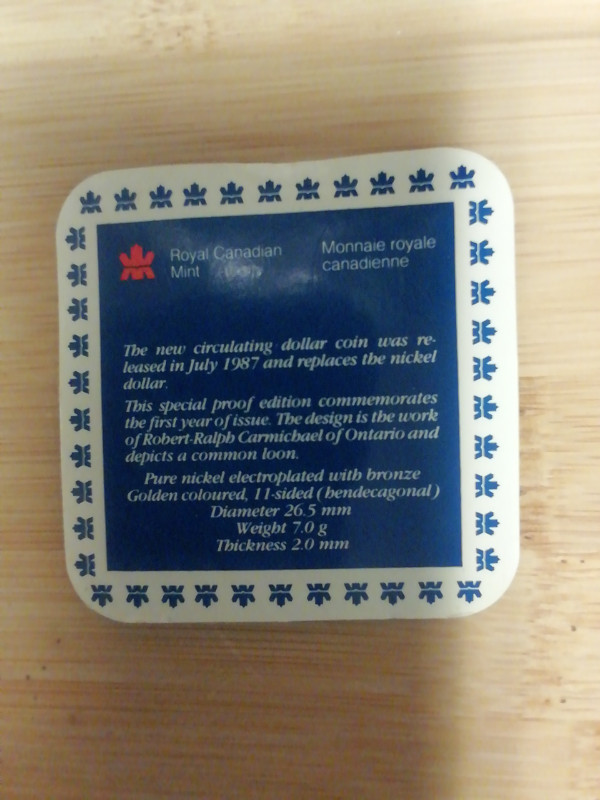 Royal Canadian Mint
Monnaie royale canadienne
The new circulating dollar coin was re-
leased in July 1987 and replaces the nickel
dollar.
This special proof edition commemorates
the first year of issue. The design is the work
of Robert-Ralph Carmichael of Ontario and
depicts a common loon.
Pure nickel electroplated with bronze
Golden coloured, 11-sided (hendecagonal)
Diameter 26.5 mm
Weight 7.0 g
Thickness 2.0 mm